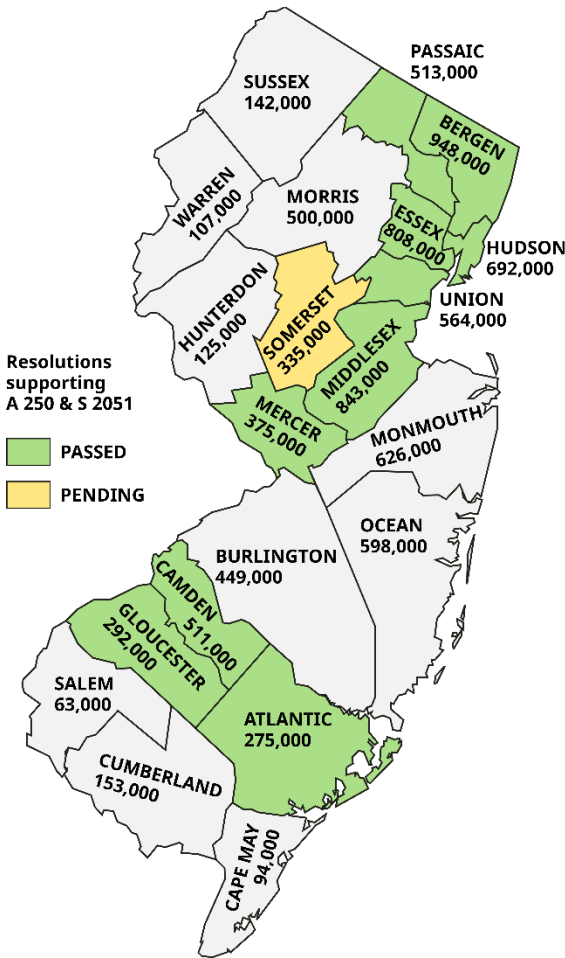 PASSAIC
513,000
SUSSEX
142,000
BERGEN
948,000
WARREN
107,000
MORRIS
500,000
ESSEX
808,000
HUDSON
692,000
HUNTERDON
125,000
SOMERSET
335,000
UNION
564,000
MIDDLESEX
843,000
Resolutions
supporting
A 250 & S 2051
PASSED
PENDING
MERCER
375,000
MONMOUTH
626,000
OCEAN
598,000
BURLINGTON
449,000
CAMDEN
511,000
GLOUCESTER
292,000
SALEM
63,000
ATLANTIC
275,000
CUMBERLAND
153,000
CAPE MAY
94,000